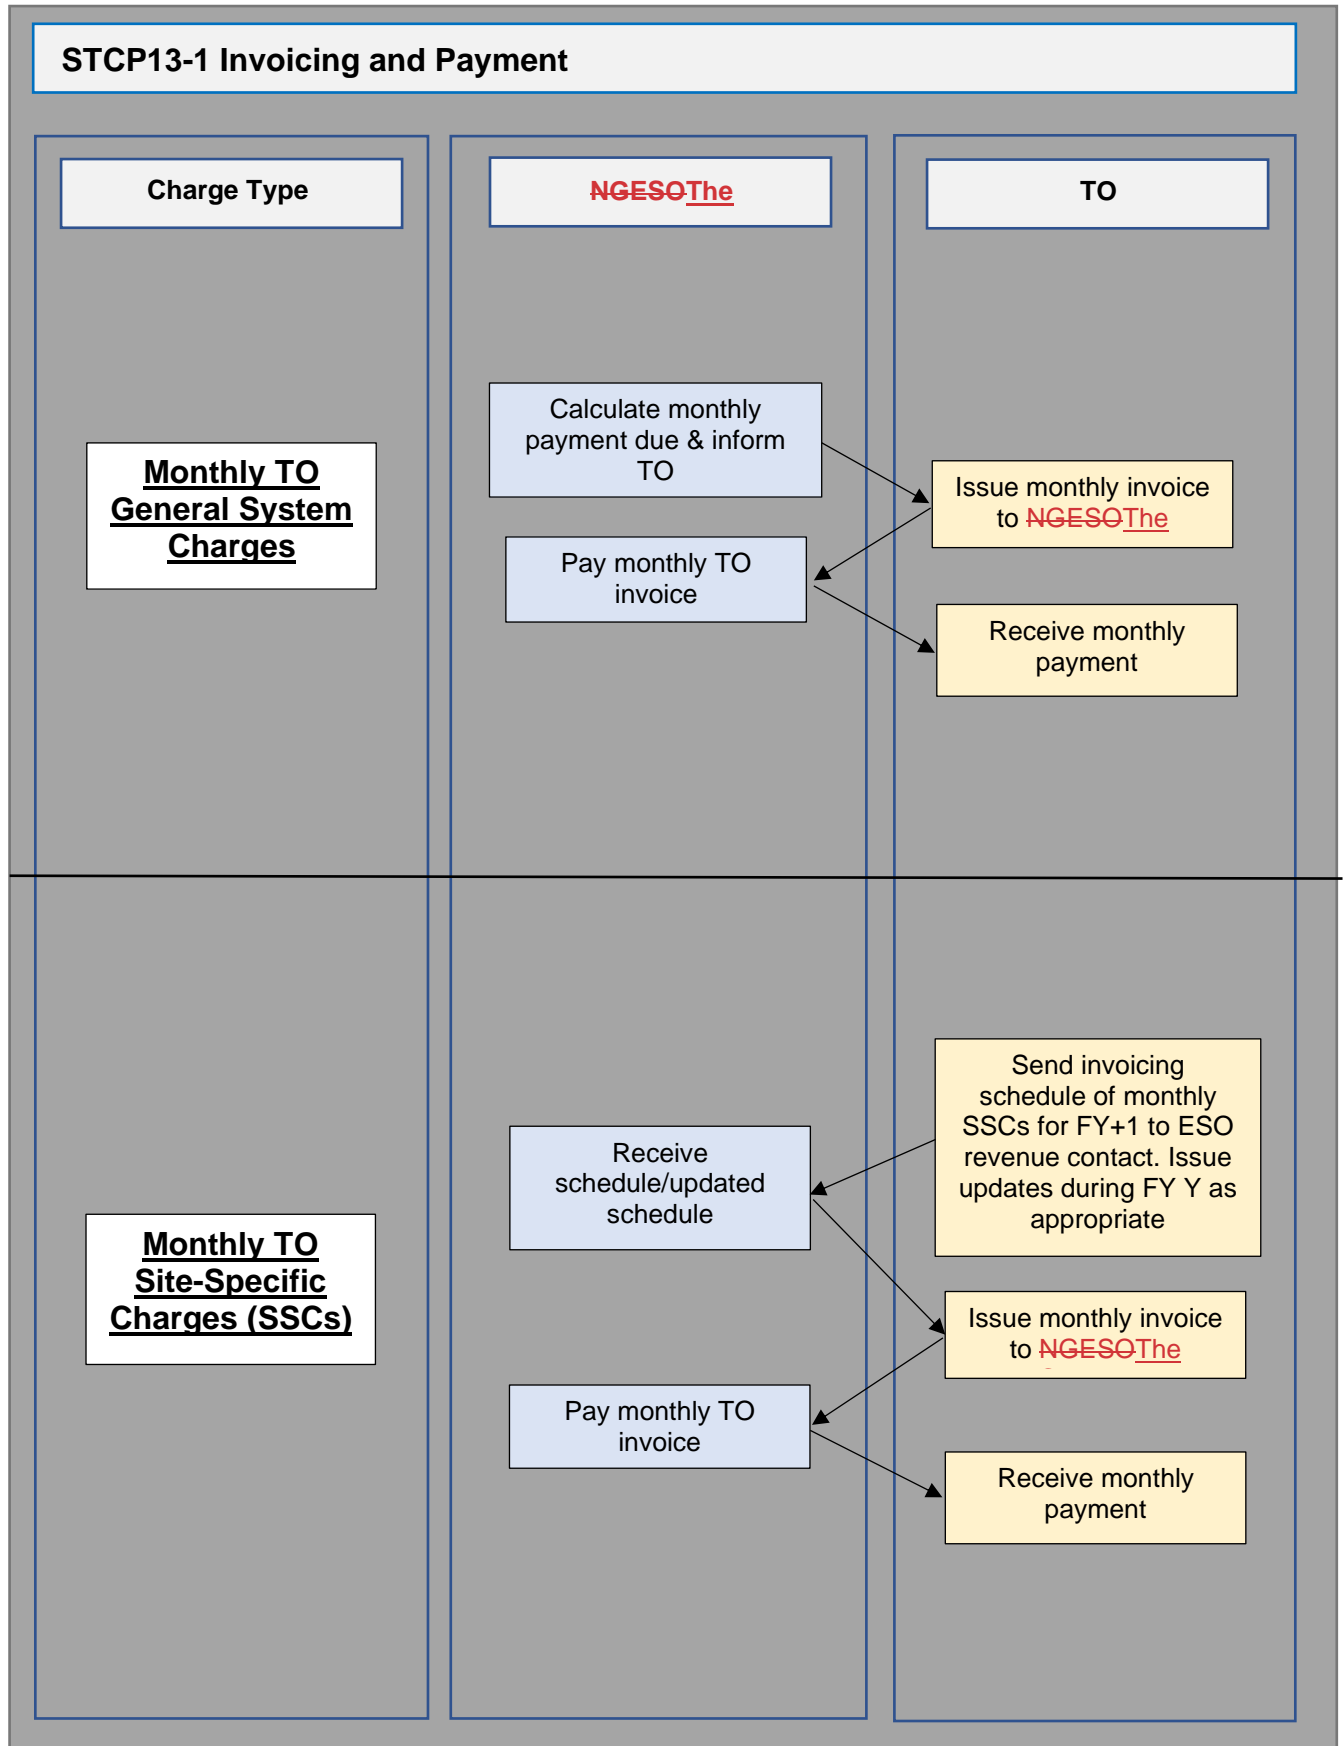 STCP13-1 Invoicing and Payment
Charge Type
NGESOThe
TO
Calculate monthly
payment due & inform
TO
Monthly TO
General System
Charges
Issue monthly invoice
to NGESOThe
Pay monthly TO
invoice
Receive monthly
payment
Send invoicing
schedule of monthly
SSCs for FY+1 to ESO
revenue contact. Issue
updates during FY Y as
appropriate
Receive
schedule/updated
schedule
Monthly TO
Site-Specific
Charges (SSCs)
Issue monthly invoice
to NGESOThe
Pay monthly TO
invoice
Receive monthly
payment